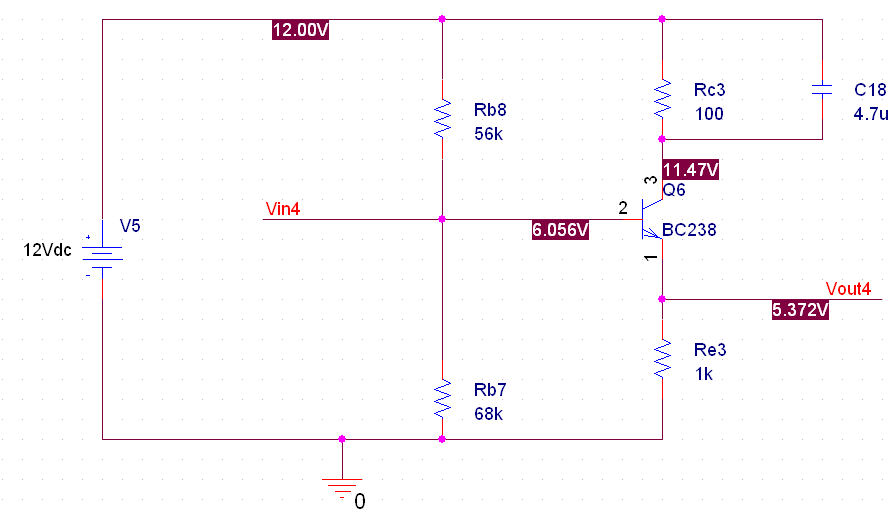 12.00V
Rb8
56k
Rc3
100
C18
4.7u
3
11.47V
Q6
Vin4
2
6.056V
BC238
V5
12Vdc
+
-
1
Vout4
5.372V
Re3
1k
Rb7
68k
0